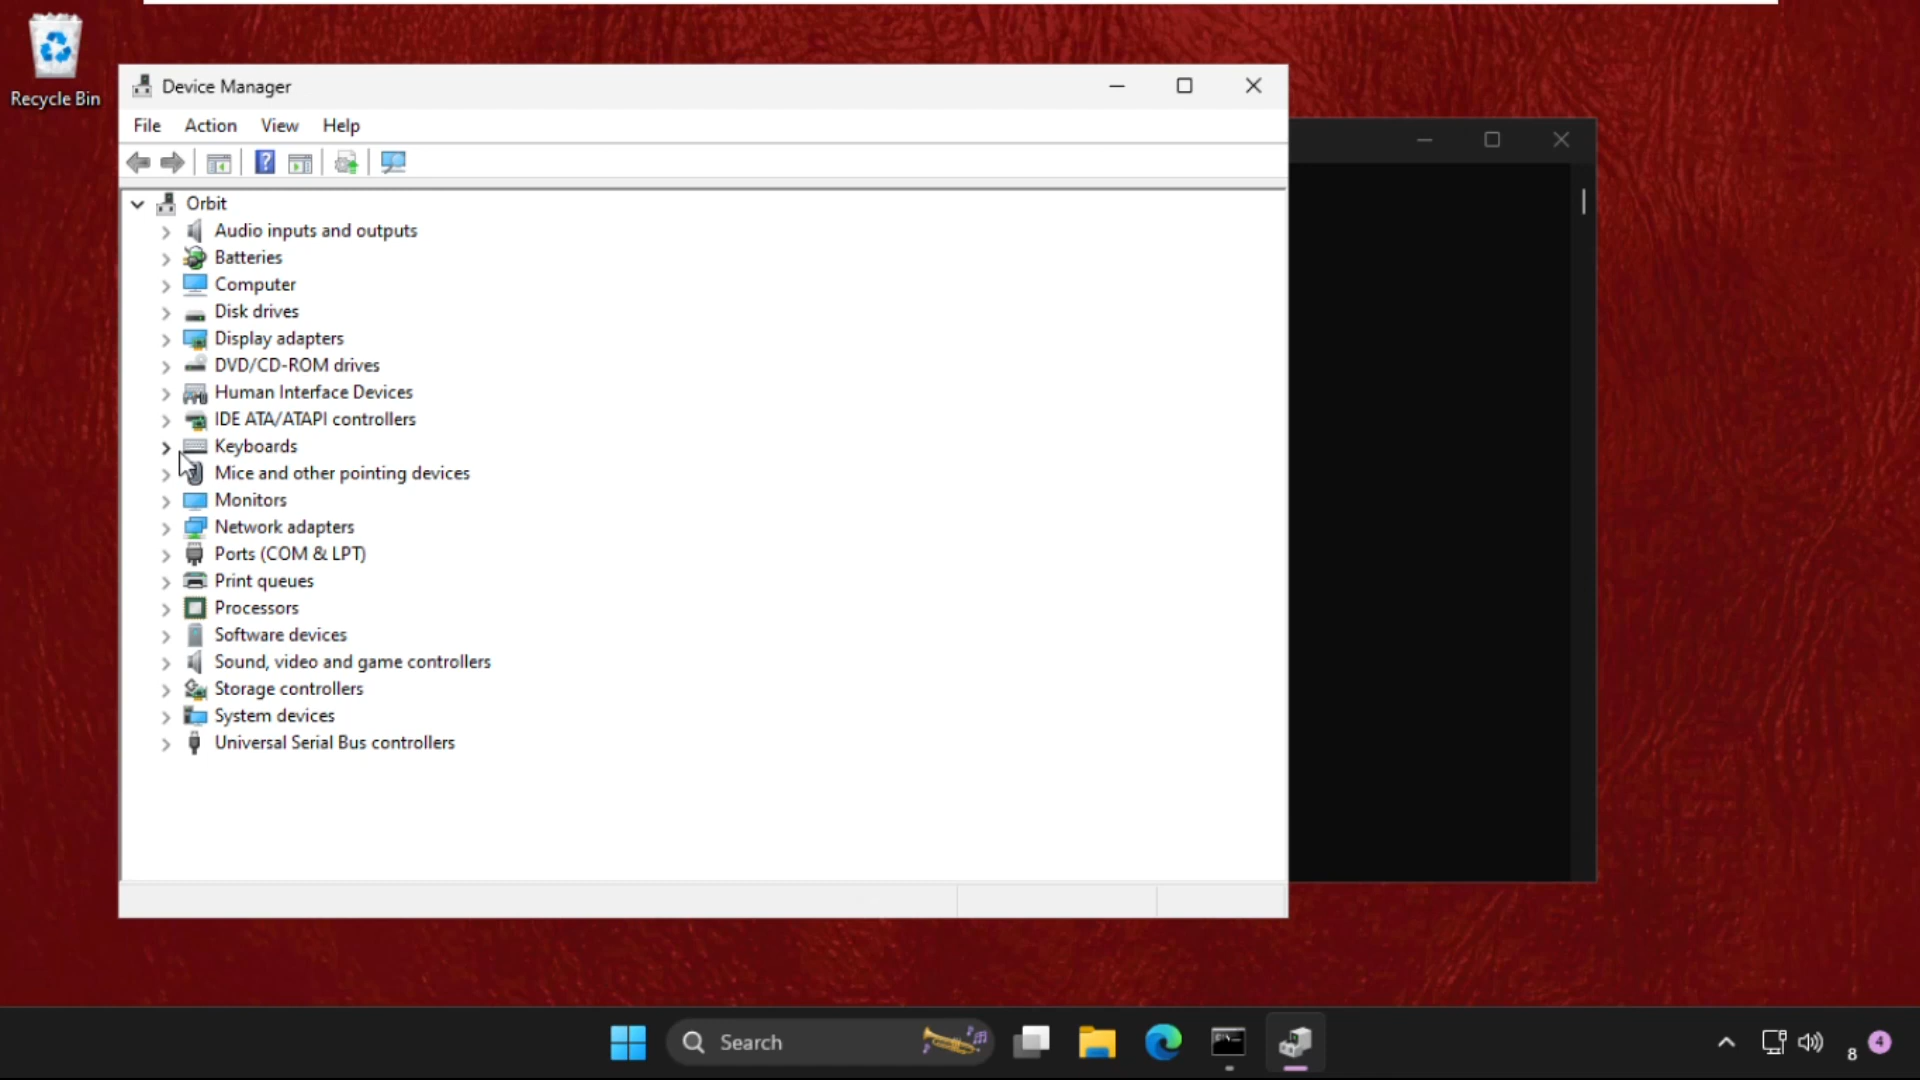 Recycle Bin
Device Manager
File Action View Help
Orbit
Audio inputs and outputs
Batteries
Computer
Disk drives
Display adapters
DVD/CD-ROM drives
Human Interface Devices
IDE ATA/ATAPI controllers
Keyboards
Mice and other pointing devices
Monitors
Network adapters
Ports (COM & LPT)
Print queues
Processors
Software devices
Sound, video and game controllers
Storage controllers
System devices
Universal Serial Bus controllers
Search
8
4